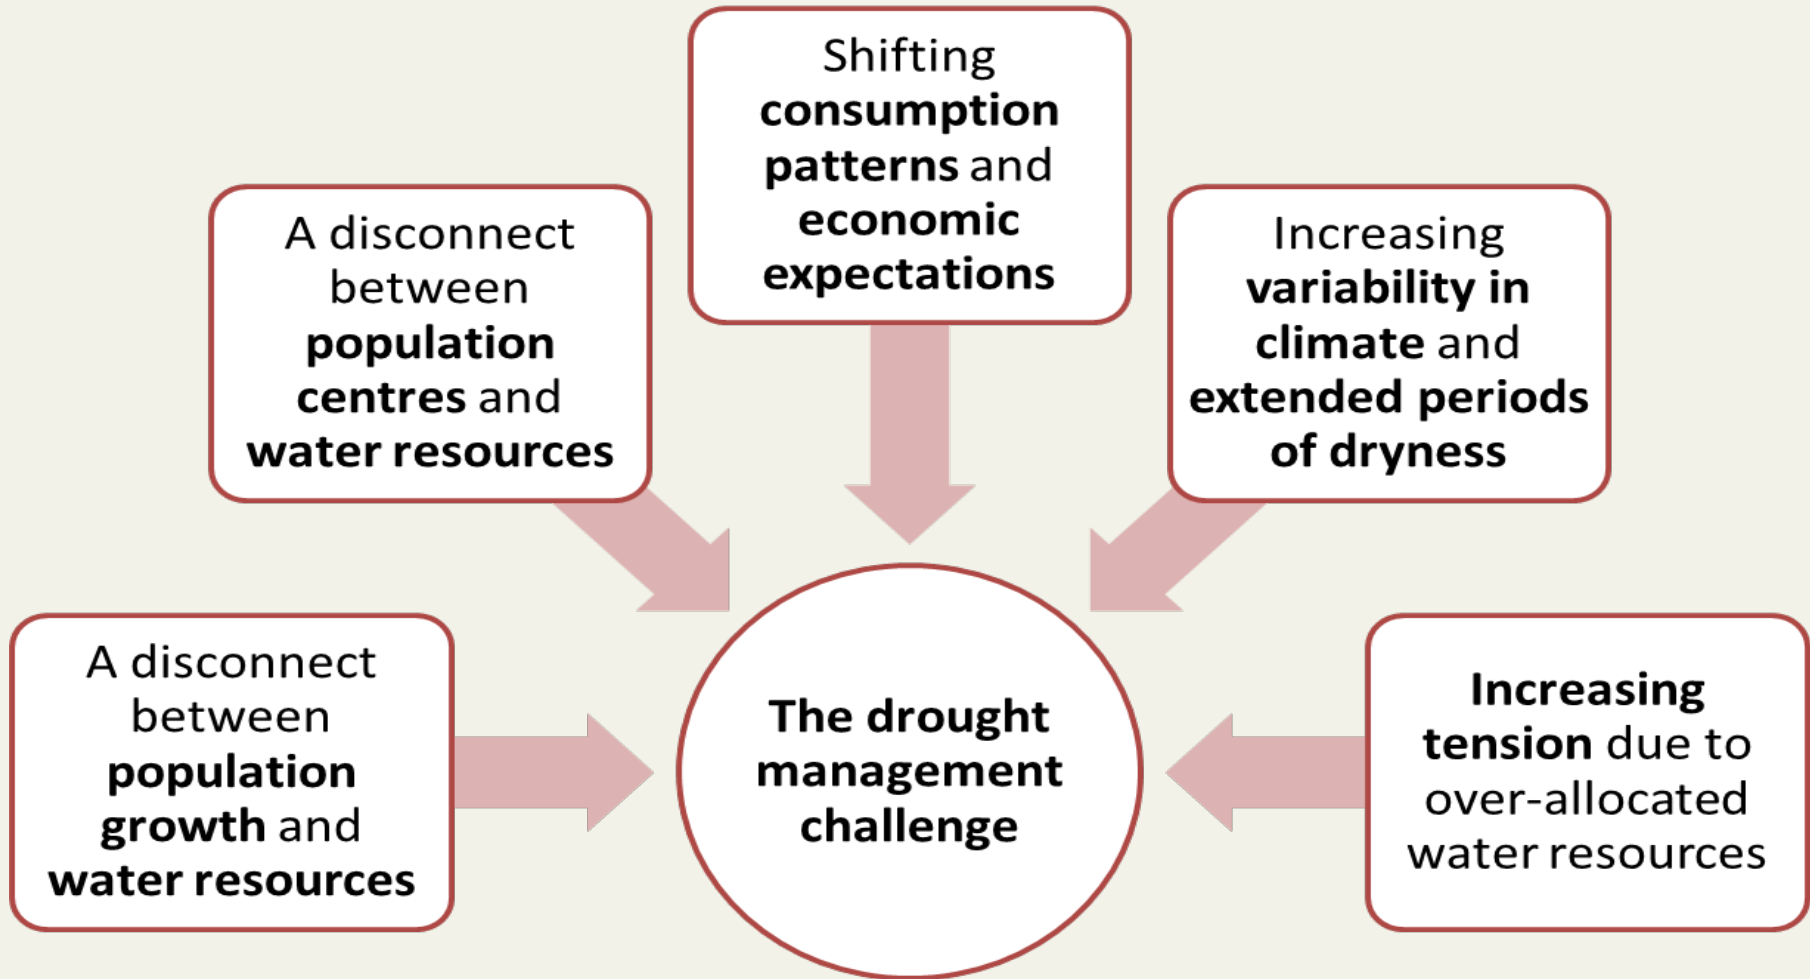 Shifting
consumption
patterns and
economic
expectations
A disconnect
between
population
centres and
water resources
Increasing
variability in
climate and
extended periods
of dryness
A disconnect
between
population
growth and
water resources
The drought
management
challenge
Increasing
tension due to
over-allocated
water resources